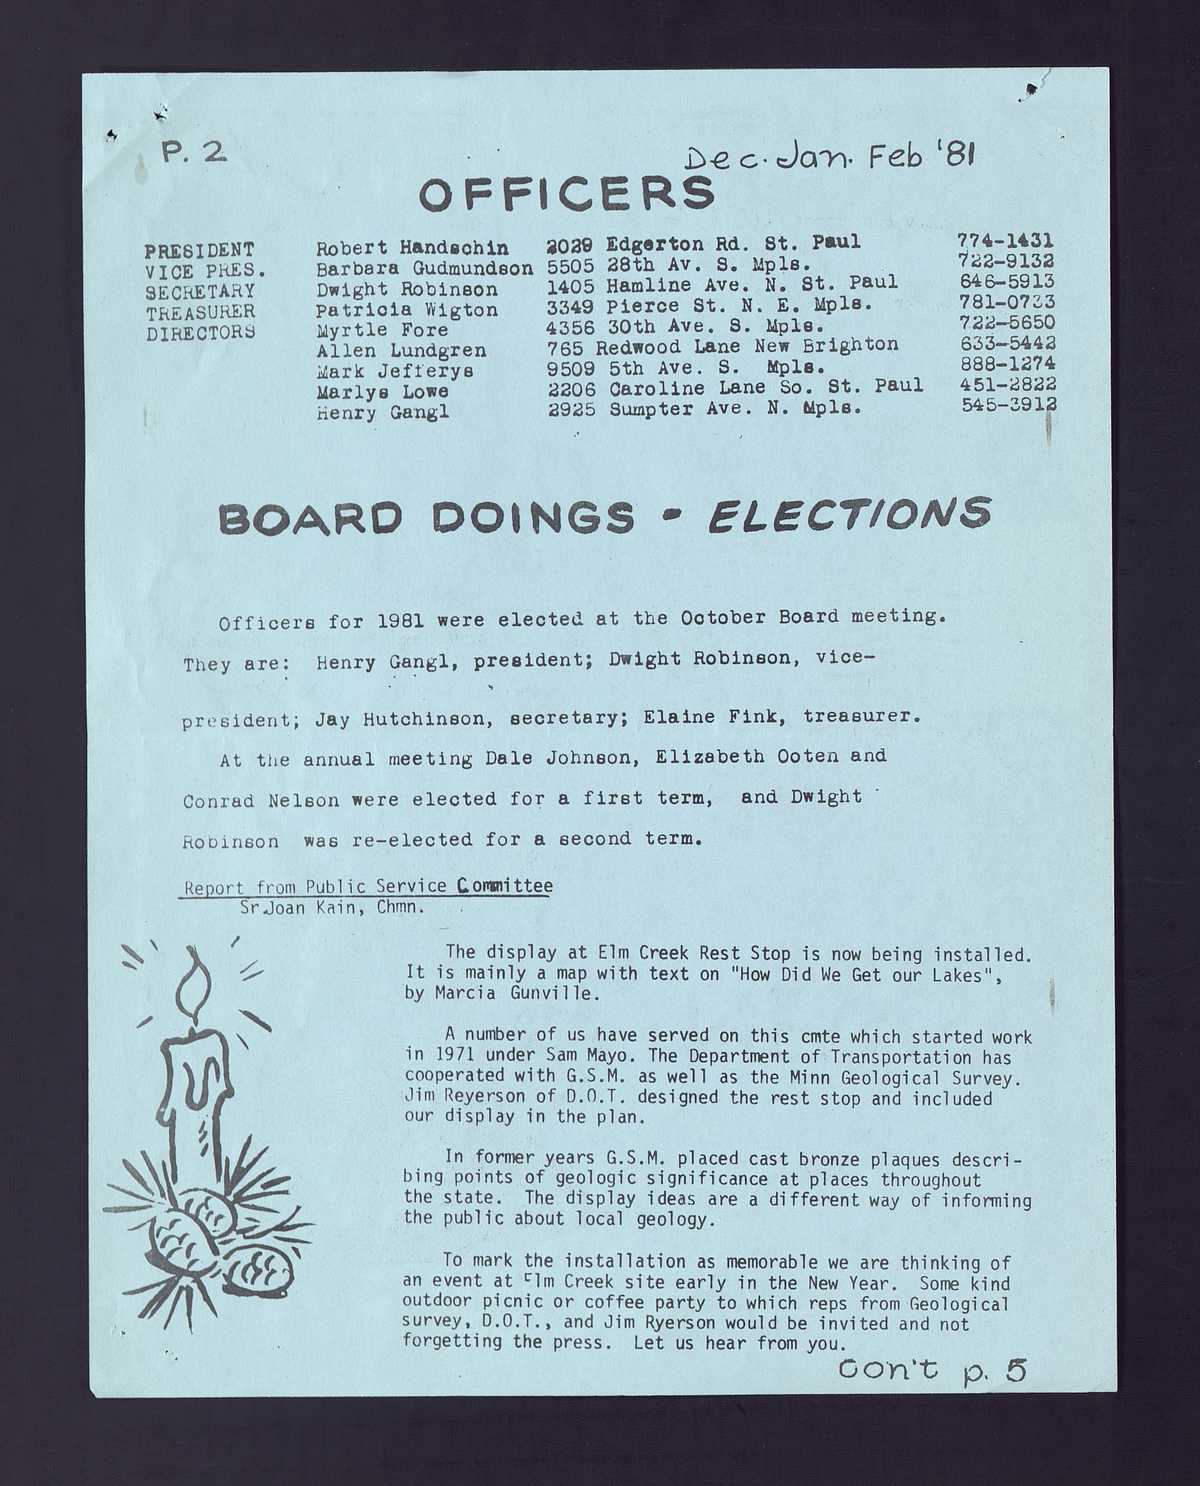 P. 2
Dec. Jan. Feb '81
OFFICERS
PRESIDENT Robert Handschin 2029 Edgerton Rd. St. Paul 774-1431
VICE PRES. Barbara Gudmundson 5505 28th Av. S. Mpls. 722-9132
SECRETARY Dwight Robinson 1405 Hamline Ave. N. St. Paul 646-5913
TREASURER Patricia Wigton 3349 Pierce St. N. E. Mpls. 781-0733
DIRECTORS Myrtle Fore 4356 30th Ave. S. Mpls. 722-5650
Allen Lundgren 765 Redwood Lane New Brighton 633-5442
Mark Jefferys 9509 5th Ave. S. Mpls. 888-1274
Marlys Lowe 2206 Caroline Lane So. St. Paul 451-2822
Henry Gangl 2925 Sumpter Ave. N. Mpls. 545-3912
BOARD DOINGS - ELECTIONS
Officers for 1981 were elected at the October Board meeting.
They are: Henry Gangl, president; Dwight Robinson, vice-
president; Jay Hutchinson, secretary; Elaine Fink, treasurer.
At the annual meeting Dale Johnson, Elizabeth Ooten and
Conrad Nelson were elected for a first term, and Dwight
Robinson was re-elected for a second term.
Report from Public Service Committee
Sr.Joan Kain, Chmn.
The display at Elm Creek Rest Stop is now being installed.
It is mainly a map with text on "How Did We Get our Lakes",
by Marcia Gunville.
A number of us have served on this cmte which started work
in 1971 under Sam Mayo. The Department of Transportation has
cooperated with G.S.M. as well as the Minn Geological Survey.
Jim Reyerson of D.O.T. designed the rest stop and included
our display in the plan.
In former years G.S.M. placed cast bronze plaques descri-
bing points of geologic significance at places throughout
the state. The display ideas are a different way of informing
the public about local geology.
To mark the installation as memorable we are thinking of
an event at Elm Creek site early in the New Year. Some kind
outdoor picnic or coffee party to which reps from Geological
survey, D.O.T., and Jim Ryerson would be invited and not
forgetting the press. Let us hear from you.
con't p. 5